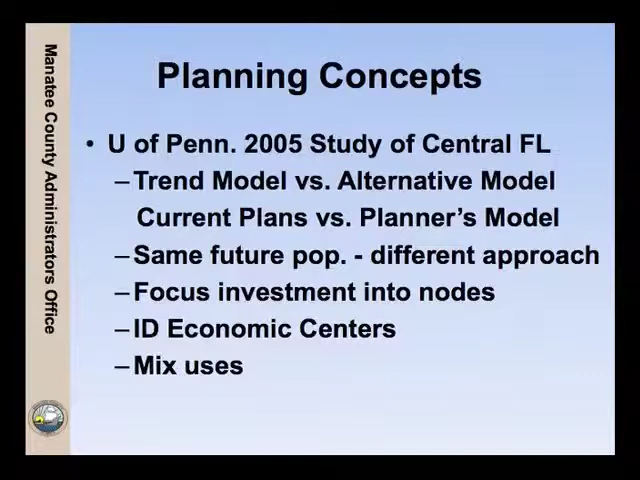 Planning Concepts
• U of Penn. 2005 Study of Central FL
–Trend Model vs. Alternative Model
Current Plans vs. Planner's Model
–Same future pop. - different approach
–Focus investment into nodes
–ID Economic Centers
–Mix uses
Manatee County Administrators Office